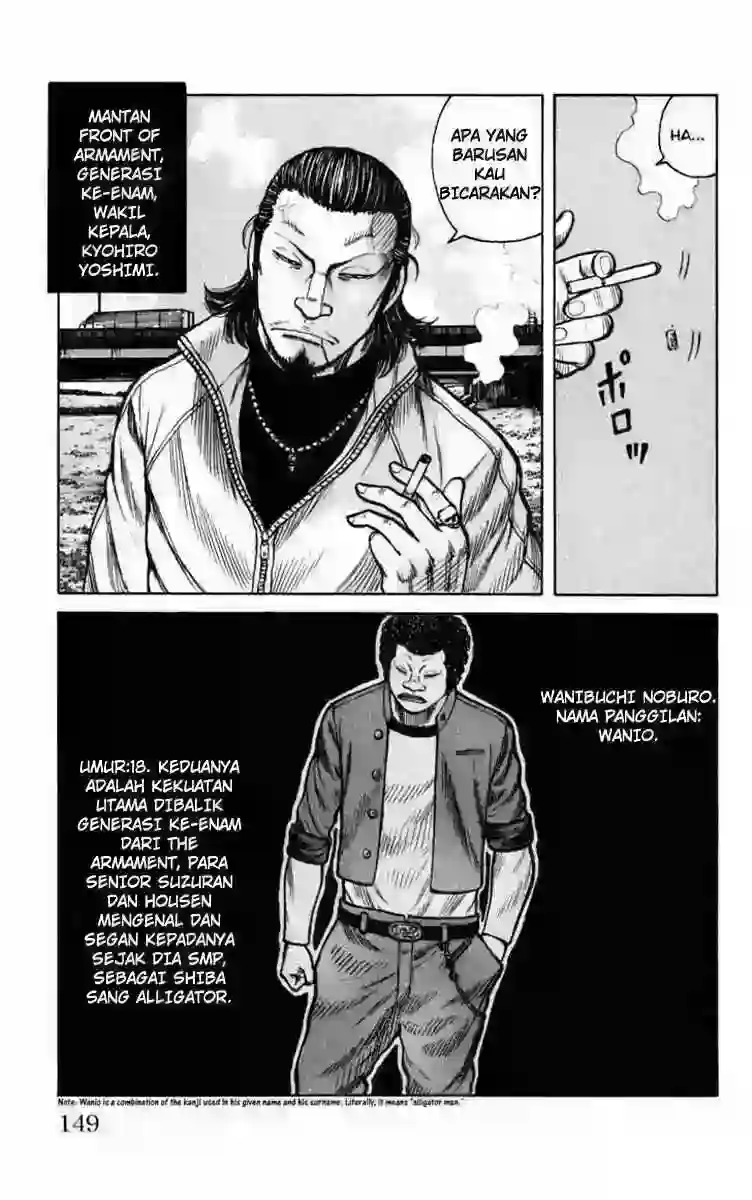 HA...
ポロッ
MANTAN
FRONT OF
ARMAMENT,
GENERASI
KE-ENAM,
WAKIL
KEPALA,
KYOHIRO
YOSHIMI.
APA YANG
BARUSAN
KAU
BICARAKAN?
WANIBUCHI NOBURO.
NAMA PANGGILAN:
WANIO.
UMUR:18. KEDUANYA
ADALAH KEKUATAN
UTAMA DIBALIK
GENERASI KE-ENAM
DARI THE
ARMAMENT, PARA
SENIOR SUZURAN
DAN HOUSEN
MENGENAL DAN
SEGAN KEPADANYA
SEJAK DIA SMP,
SEBAGAI SHIBA
SANG ALLIGATOR.
Note: Wanio is a combination of the kanji used in his given name and his surname. Literally, it means "alligator man."
149